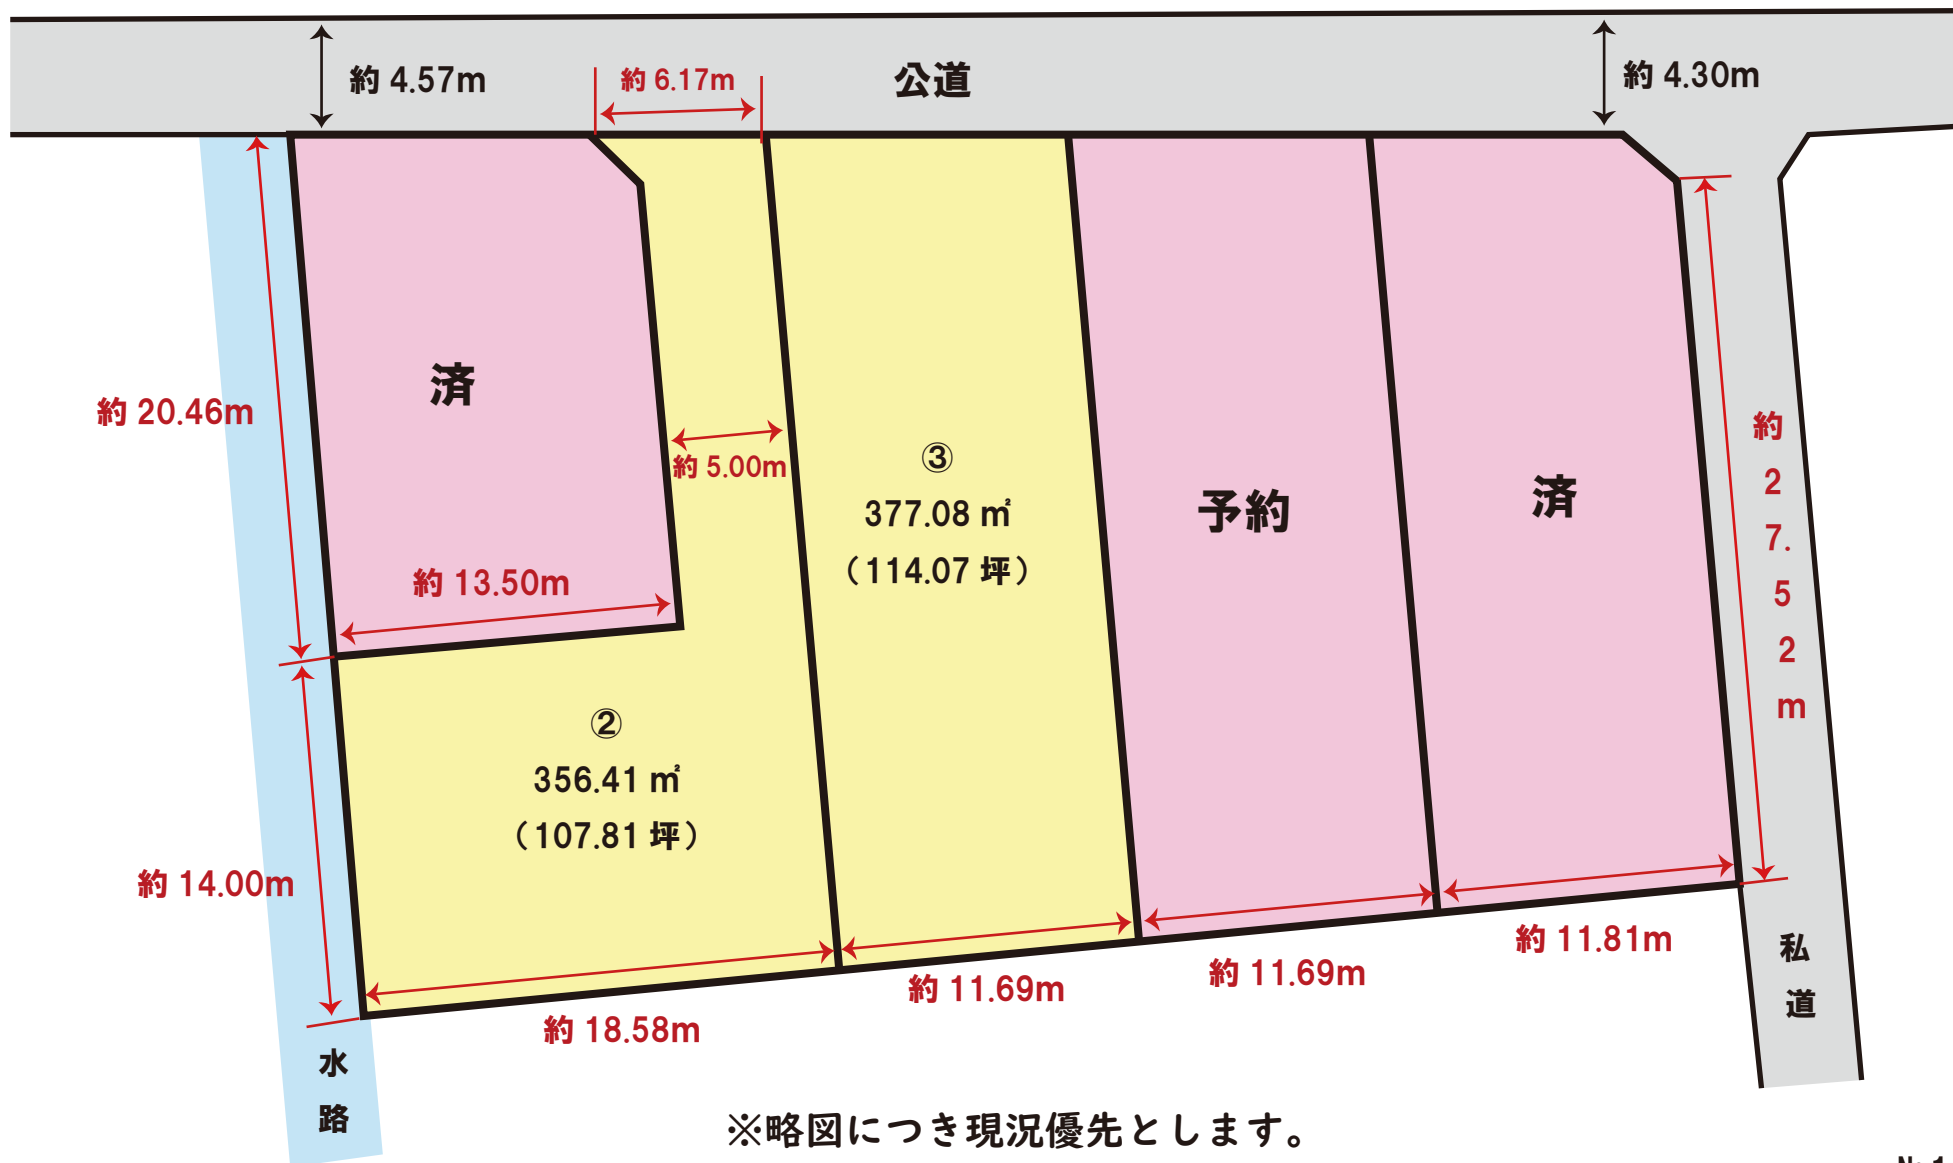 約 4.57m
約 6.17m
公道
約 4.30m
済
約 20.46m
約 5.00m
③
377.08 ㎡
（114.07 坪）
予約
済
約27.52m
約 13.50m
②
356.41 ㎡
（107.81 坪）
約 14.00m
約 18.58m
約 11.69m
約 11.69m
約 11.81m
私道
水路
※略図につき現況優先とします。